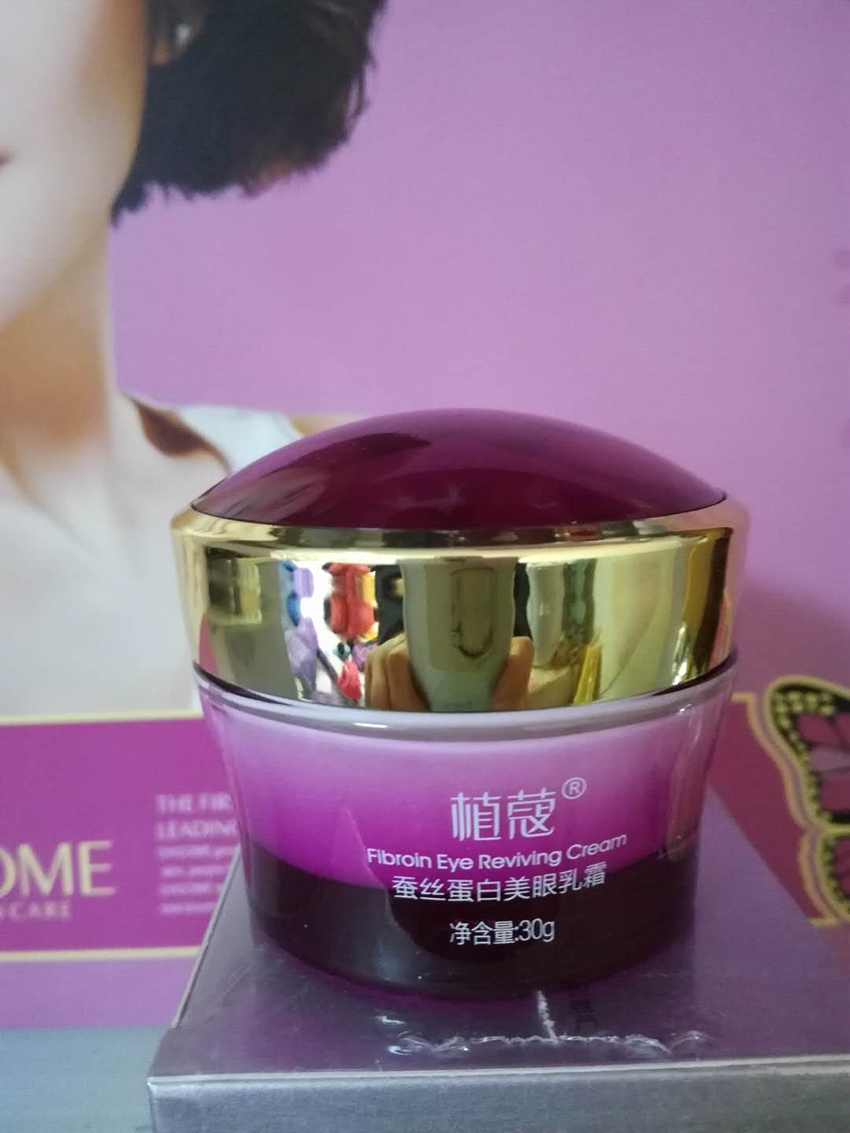 植蔻®
Fibroin Eye Reviving Cream
蚕丝蛋白美眼乳霜
净含量:30g
THE FIR
LEADING
OME
CARE